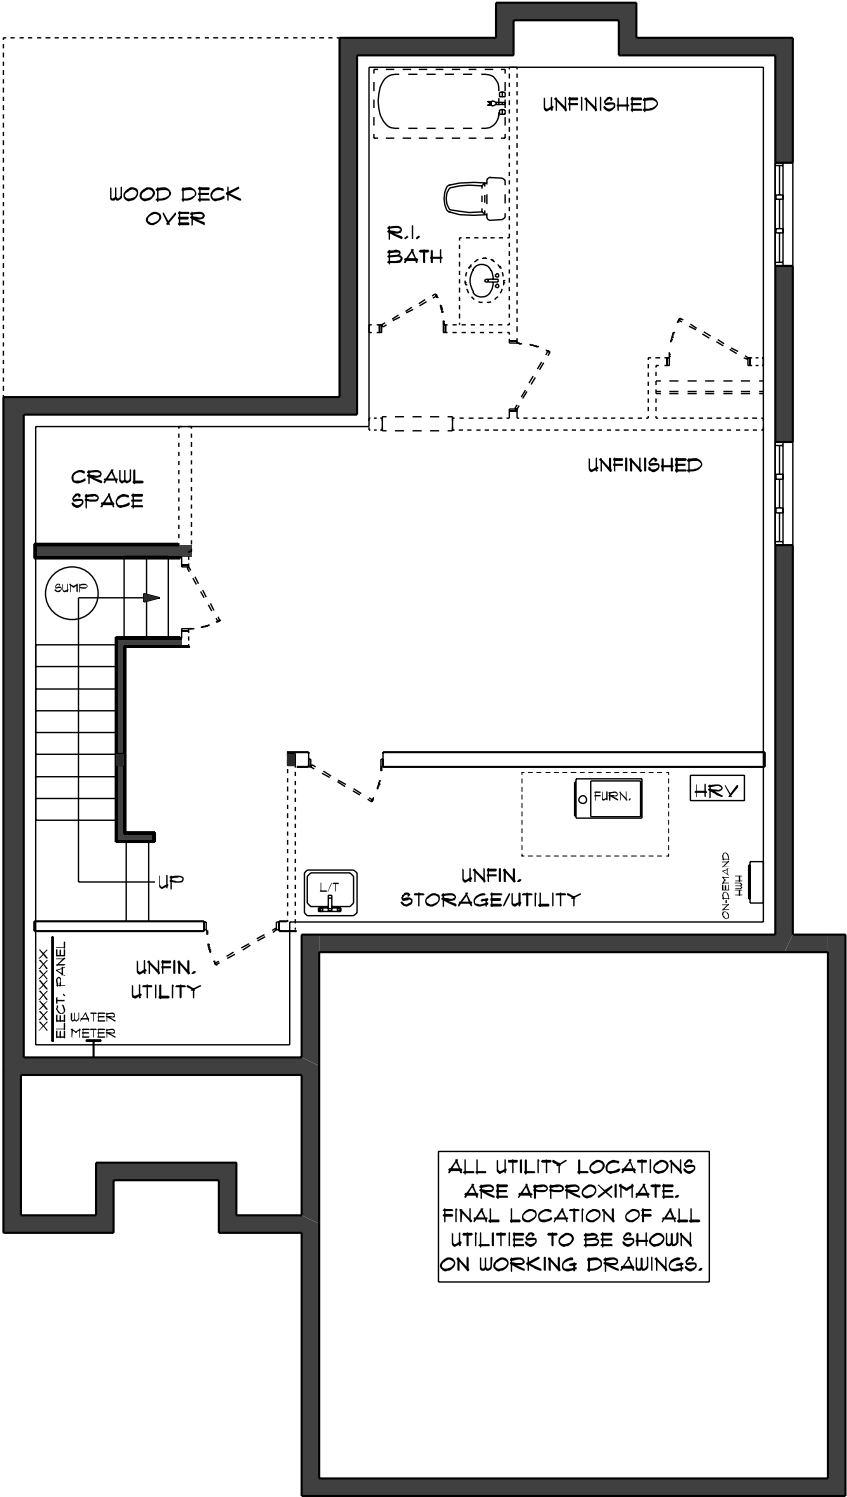 UNFINISHED
WOOD DECK
OVER
R.I.
BATH
UNFINISHED
CRAWL
SPACE
SUMP
FURN.
HRV
UP
L/T
UNFIN.
STORAGE/UTILITY
ON-DEMAND
HWH
UNFIN.
UTILITY
XXXXXXXX
ELECT. PANEL
WATER
METER
ALL UTILITY LOCATIONS
ARE APPROXIMATE.
FINAL LOCATION OF ALL
UTILITIES TO BE SHOWN
ON WORKING DRAWINGS.